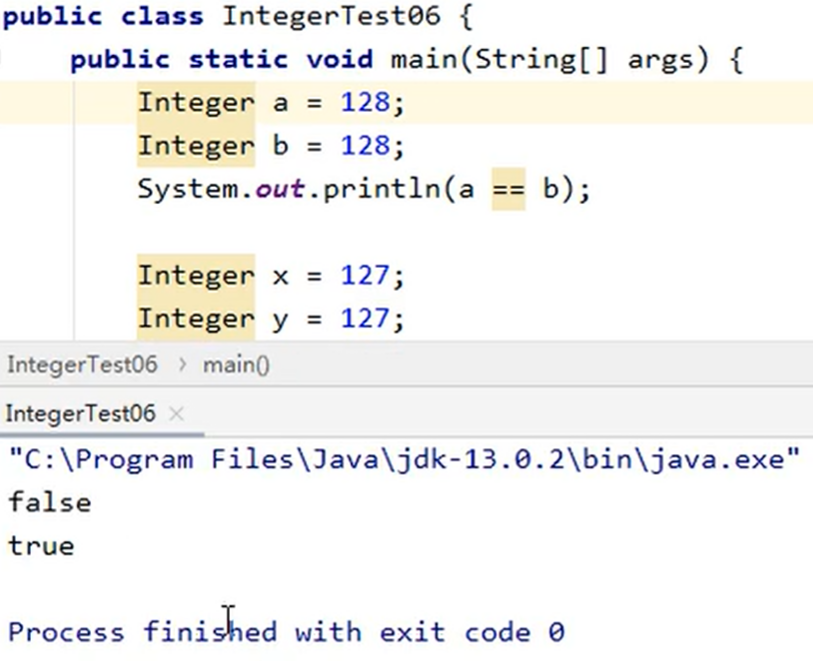 public class IntegerTest06 {
public static void main(String[] args) {
Integer a = 128;
Integer b = 128;
System.out.println(a == b);
Integer x = 127;
Integer y = 127;
IntegerTest06 > main()
IntegerTest06 ×
"C:\Program Files\Java\jdk-13.0.2\bin\java.exe"
false
true
Process finished with exit code 0